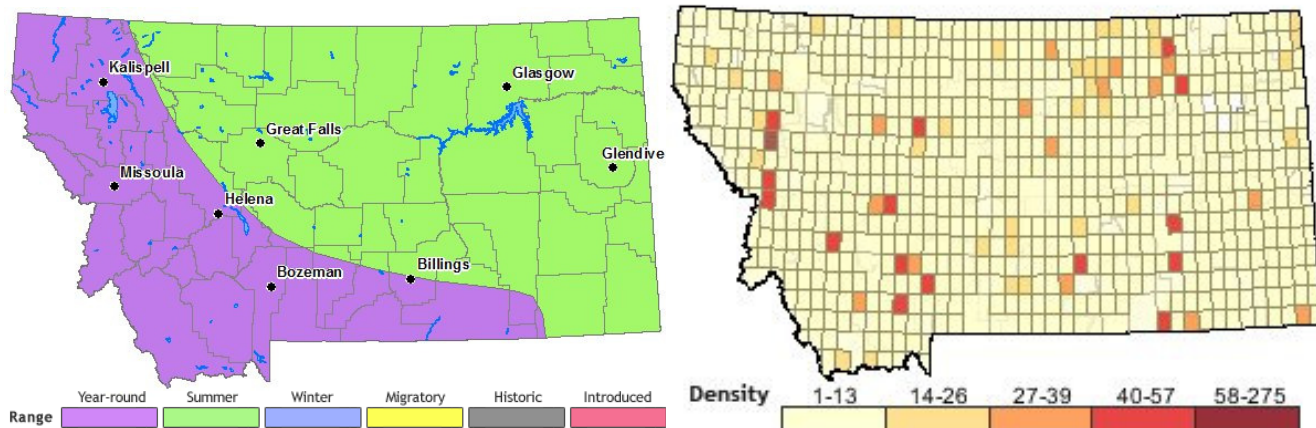 Kalispell
Glasgow
Great Falls
Glendive
Missoula
Helena
Billings
Bozeman
Range Year-round Summer Winter Migratory Historic Introduced
Density 1-13 14-26 27-39 40-57 58-275